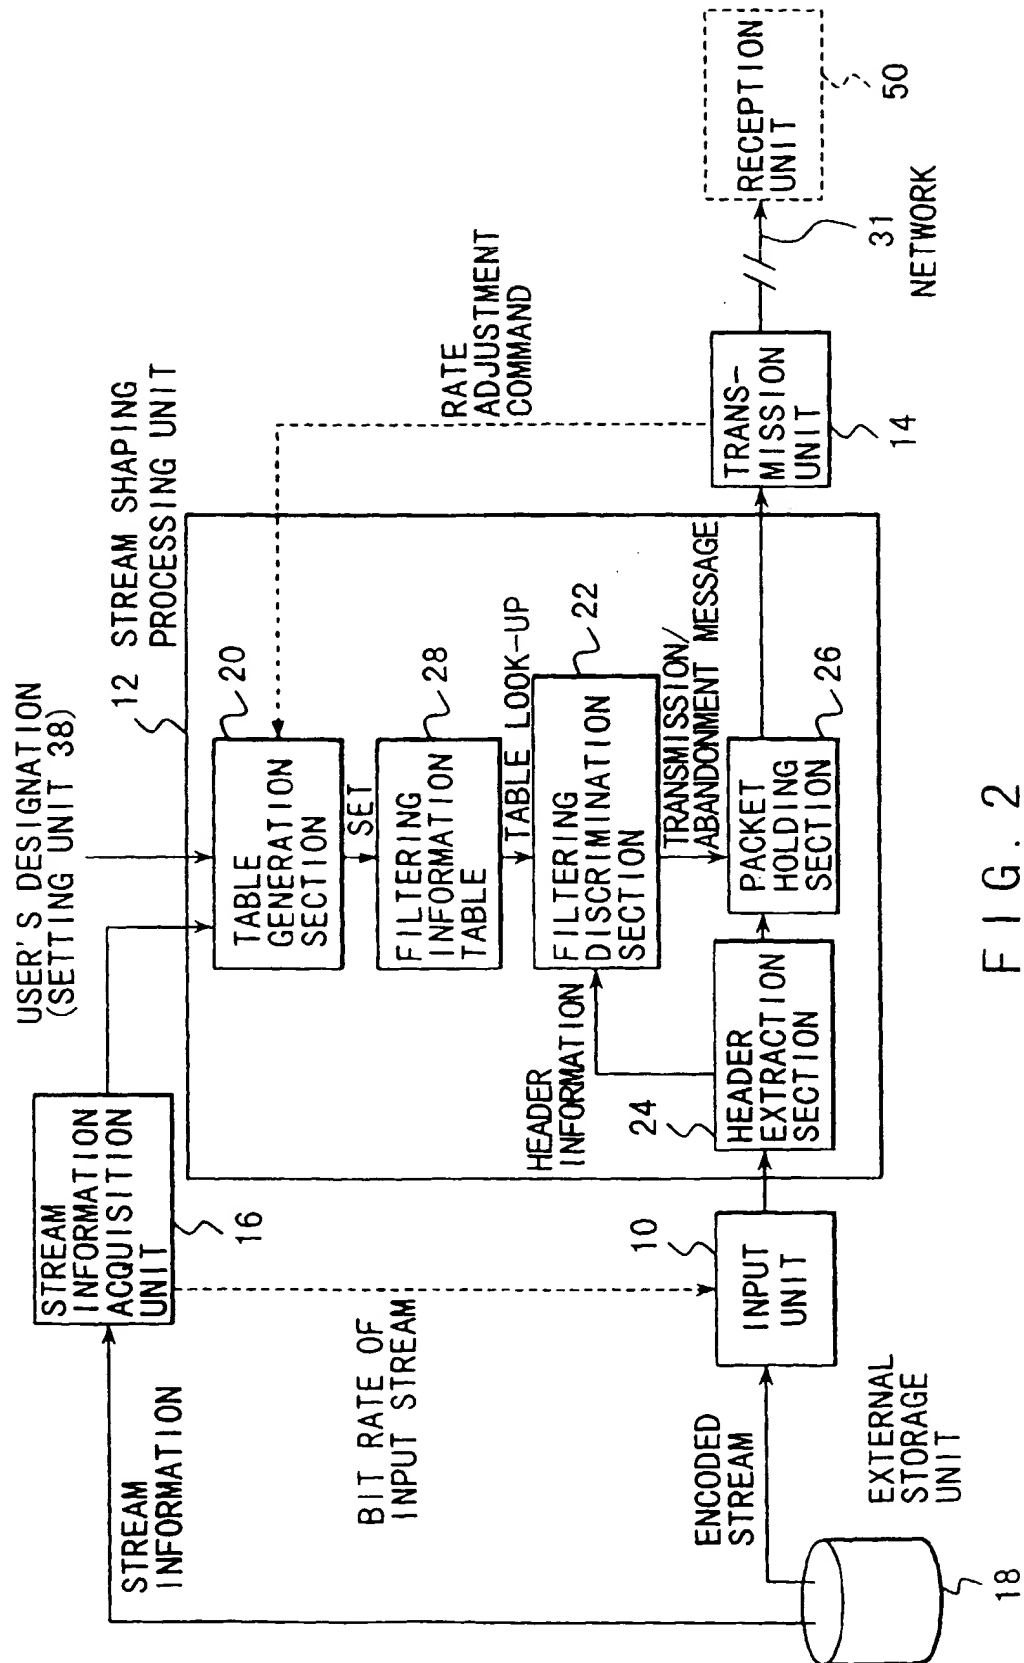 USER'S DESIGNATION
(SETTING UNIT 38)
12 STREAM SHAPING
PROCESSING UNIT
STREAM
INFORMATION
ACQUISITION
UNIT
16
STREAM
INFORMATION
BIT RATE OF
INPUT STREAM
TABLE
GENERATION
SECTION
20
SET
FILTERING
INFORMATION
TABLE
28
TABLE LOOK-UP
FILTERING
DISCRIMINATION
SECTION
22
HEADER
INFORMATION
TRANSMISSION/
ABANDONMENT MESSAGE
RATE
ADJUSTMENT
COMMAND
ENCODED
STREAM
INPUT
UNIT
10
HEADER
EXTRACTION
SECTION
24
PACKET
HOLDING
SECTION
26
TRANS-
MISSION
UNIT
14
RECEPTION
UNIT
50
31
NETWORK
EXTERNAL
STORAGE
UNIT
18
FIG. 2